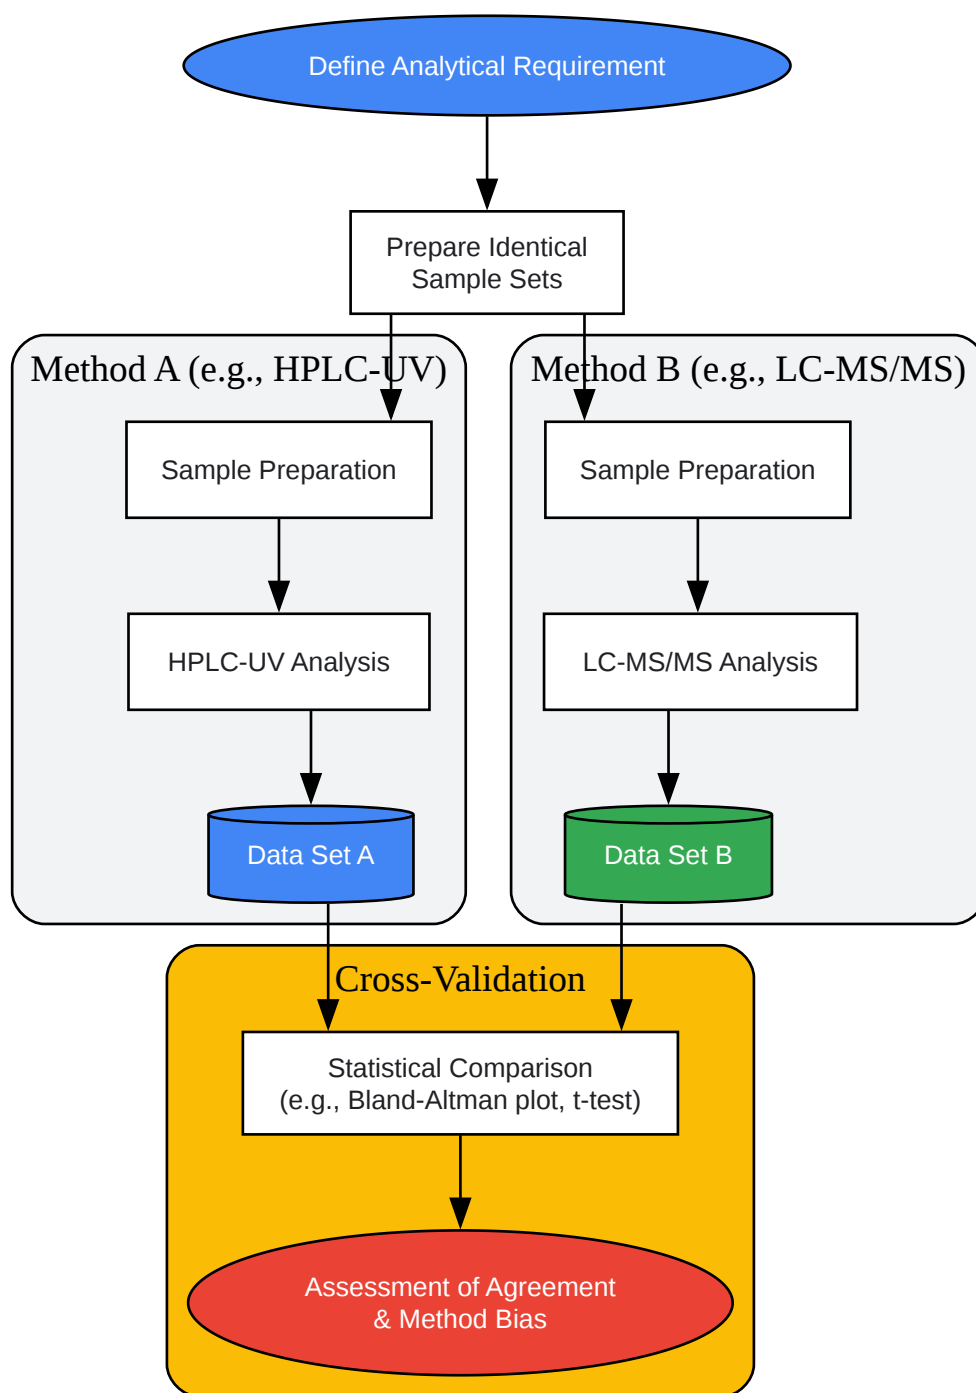 Define Analytical Requirement
Prepare Identical
Sample Sets
Method A (e.g., HPLC-UV)
Sample Preparation
HPLC-UV Analysis
Data Set A
Method B (e.g., LC-MS/MS)
Sample Preparation
LC-MS/MS Analysis
Data Set B
Cross-Validation
Statistical Comparison
(e.g., Bland-Altman plot, t-test)
Assessment of Agreement
& Method Bias